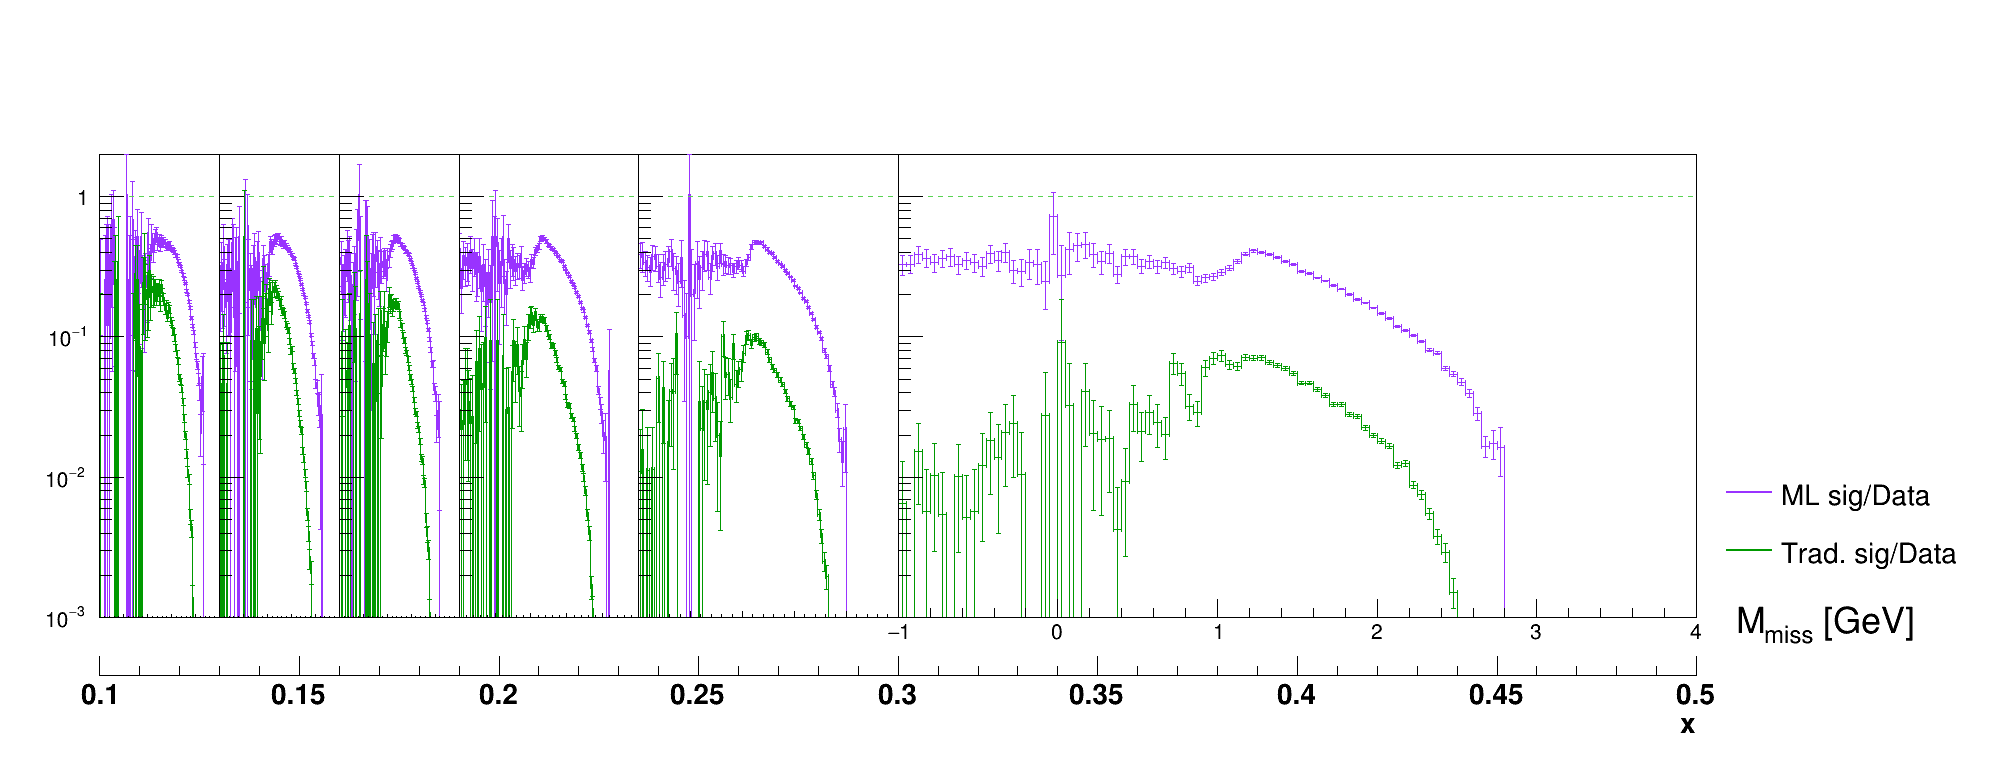 1
10⁻¹
10⁻²
10⁻³
−1 0 1 2 3 4
ML sig/Data
Trad. sig/Data
M_miss [GeV]
0.1 0.15 0.2 0.25 0.3 0.35 0.4 0.45 0.5
x